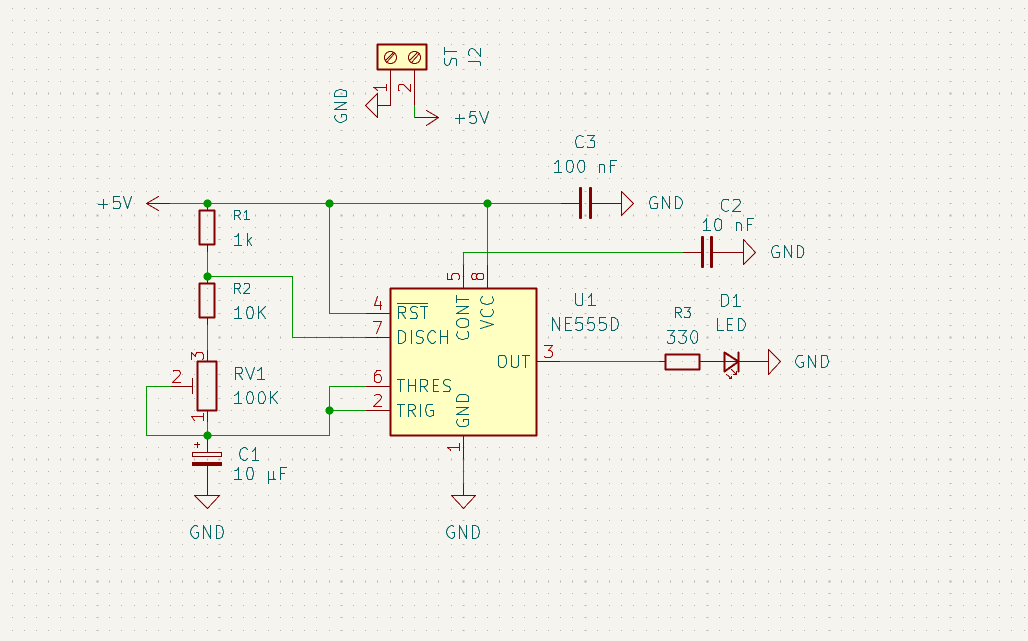 ST
J2
1
2
GND
+5V
C3
100 nF
+5V
GND
C2
10 nF
GND
R1
1k
R2
10K
5
8
U1
NE555D
4
RST
7
DISCH
CONT
VCC
R3
330
D1
LED
OUT
3
GND
3
2
RV1
100K
1
6
THRES
2
TRIG
GND
1
+
C1
10 µF
GND
GND